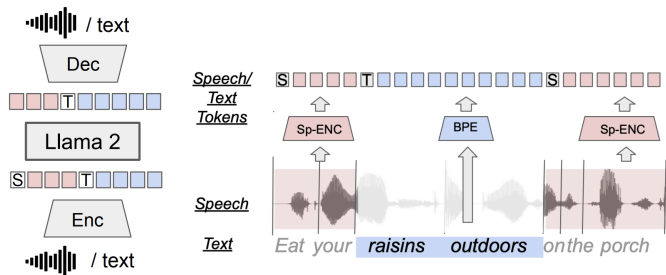 / text
Dec
T
Llama 2
S T
Enc
/ text
Speech/
Text
Tokens
S T S
Sp-ENC BPE Sp-ENC
Speech
Text
Eat your raisins outdoors on the porch